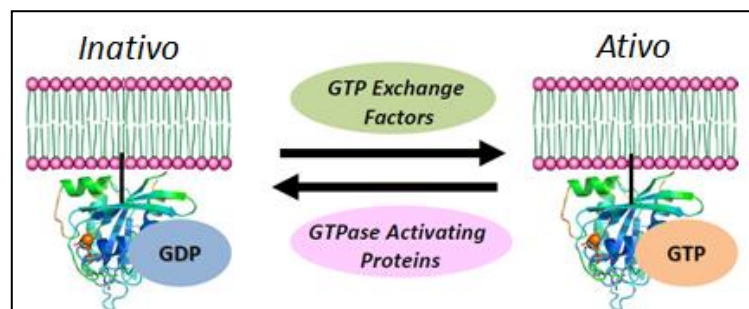 Inativo
Ativo
GTP Exchange
Factors
GTPase Activating
Proteins
GDP
GTP